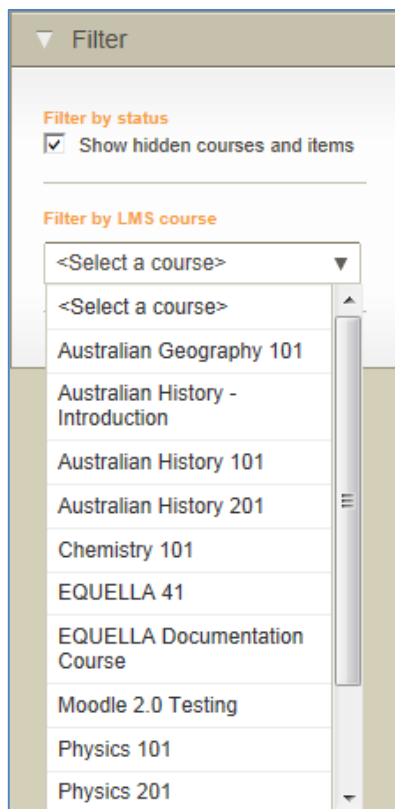 Filter
Filter by status
Show hidden courses and items
Filter by LMS course
<Select a course>
<Select a course>
Australian Geography 101
Australian History -
Introduction
Australian History 101
Australian History 201
Chemistry 101
EQUELLA 41
EQUELLA Documentation
Course
Moodle 2.0 Testing
Physics 101
Physics 201